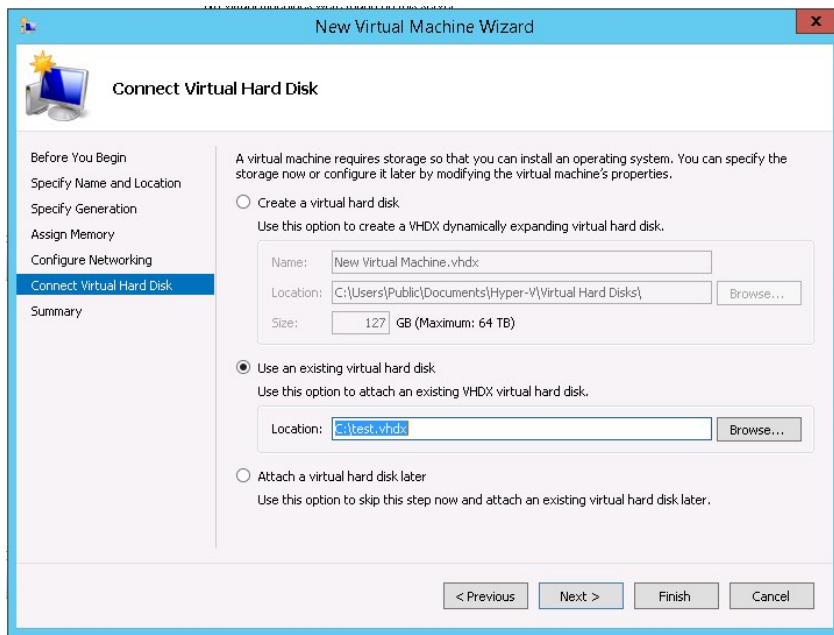 New Virtual Machine Wizard
x
Connect Virtual Hard Disk
Before You Begin
Specify Name and Location
Specify Generation
Assign Memory
Configure Networking
Connect Virtual Hard Disk
Summary
A virtual machine requires storage so that you can install an operating system. You can specify the
storage now or configure it later by modifying the virtual machine's properties.
Create a virtual hard disk
Use this option to create a VHDX dynamically expanding virtual hard disk.
Name: New Virtual Machine.vhdx
Location: C:\Users\Public\Documents\Hyper-V\Virtual Hard Disks\ Browse...
Size: 127 GB (Maximum: 64 TB)
Use an existing virtual hard disk
Use this option to attach an existing VHDX virtual hard disk.
Location: C:\test.vhdx Browse...
Attach a virtual hard disk later
Use this option to skip this step now and attach an existing virtual hard disk later.
< Previous Next > Finish Cancel